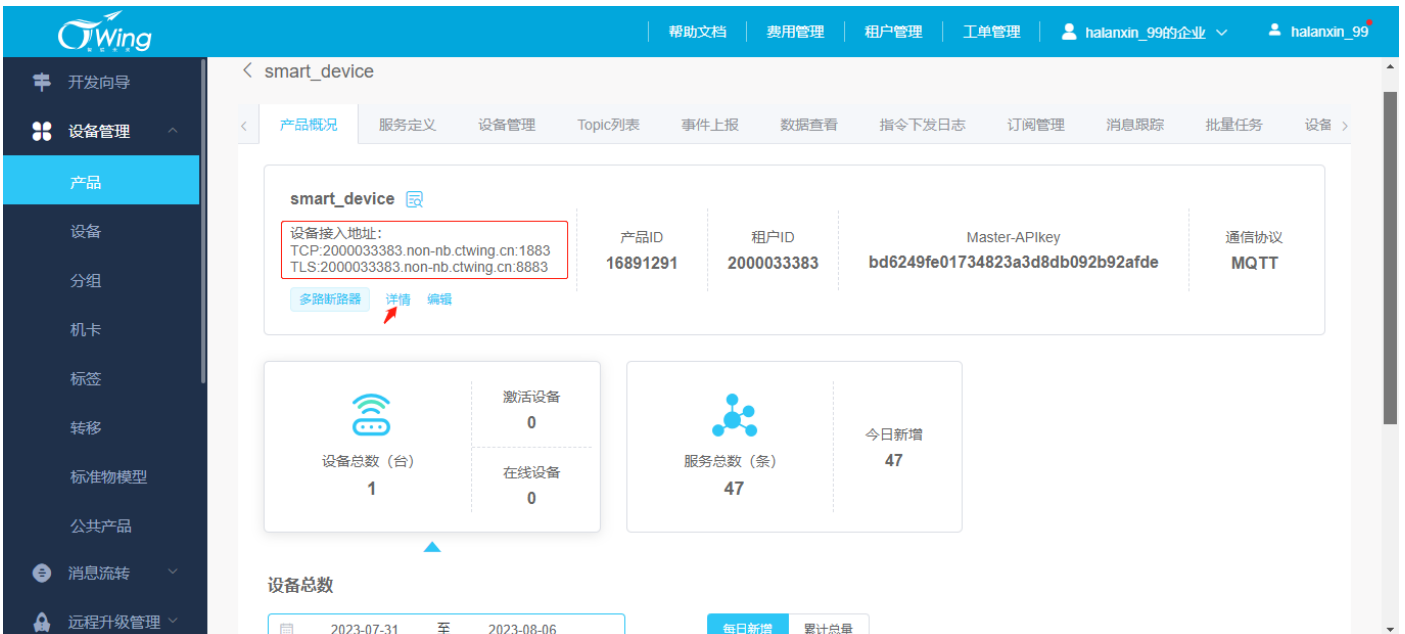 CTWing
帮助文档
费用管理
租户管理
工单管理
halanxin_99的企业
halanxin_99
开发向导
设备管理
产品
设备
分组
机卡
标签
转移
标准物模型
公共产品
消息流转
远程升级管理
smart_device
产品概况
服务定义
设备管理
Topic列表
事件上报
数据查看
指令下发日志
订阅管理
消息跟踪
批量任务
设备
smart_device
设备接入地址：
TCP:2000033383.non-nb.ctwing.cn:1883
TLS:2000033383.non-nb.ctwing.cn:8883
多路断路器
详情
编辑
产品ID
16891291
租户ID
2000033383
Master-APIkey
bd6249fe01734823a3d8db092b92afde
通信协议
MQTT
设备总数（台）
1
激活设备
0
在线设备
0
服务总数（条）
47
今日新增
47
设备总数
2023-07-31 至 2023-08-06
每日新增
累计总量